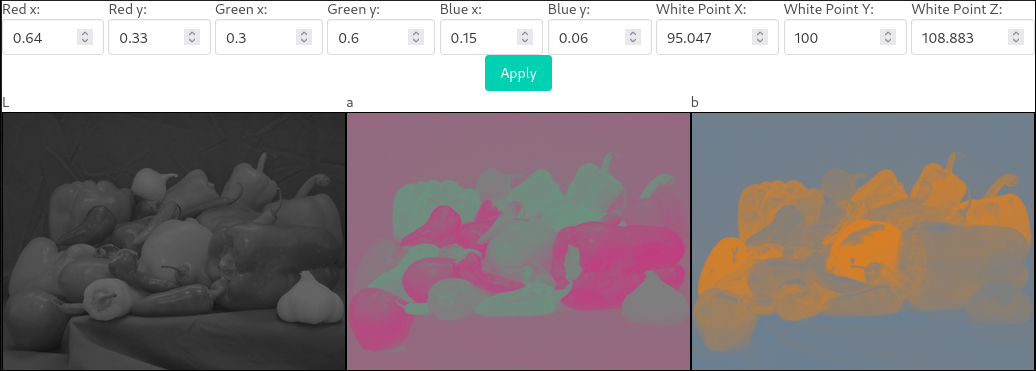 Red x: Red y: Green x: Green y: Blue x: Blue y: White Point X: White Point Y: White Point Z:
0.64 0.33 0.3 0.6 0.15 0.06 95.047 100 108.883
Apply
L a b